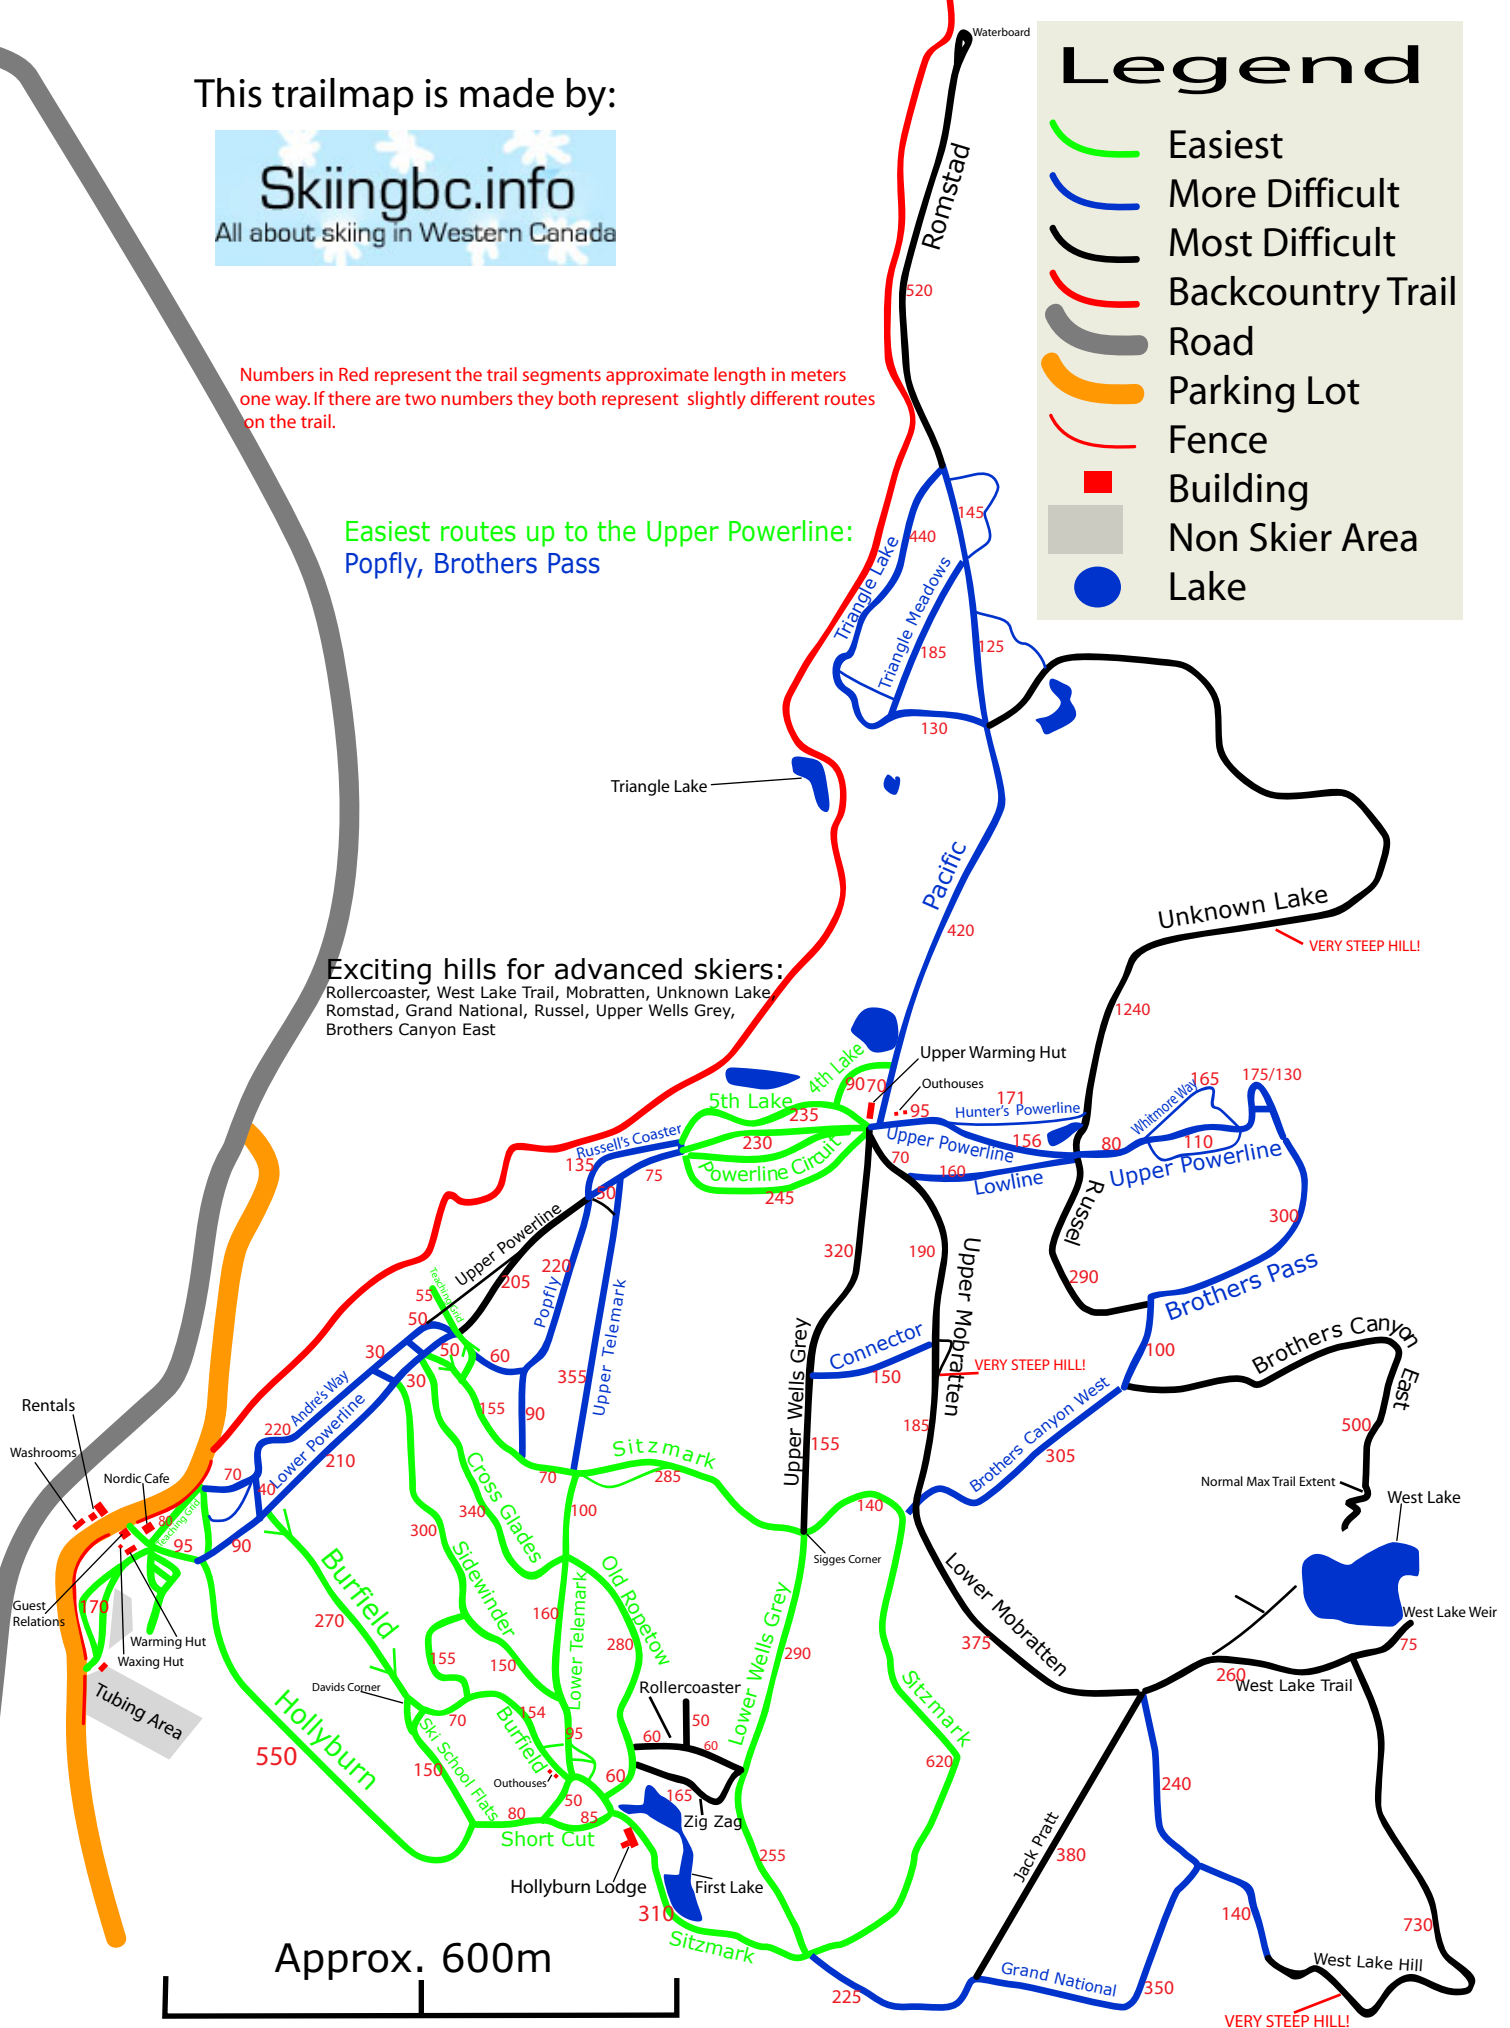 Waterboard
Legend
Easiest
More Difficult
Most Difficult
Backcountry Trail
Road
Parking Lot
Fence
Building
Non Skier Area
Lake
This trailmap is made by:
Skiingbc.info
All about skiing in Western Canada
Numbers in Red represent the trail segments approximate length in meters
one way. If there are two numbers they both represent slightly different routes
on the trail.
Easiest routes up to the Upper Powerline:
Popfly, Brothers Pass
Romstad
520
145
440
Triangle Lake
Triangle Meadows
185
125
130
Triangle Lake
Pacific
420
Unknown Lake
VERY STEEP HILL!
1240
Exciting hills for advanced skiers:
Rollercoaster, West Lake Trail, Mobratten, Unknown Lake,
Romstad, Grand National, Russel, Upper Wells Grey,
Brothers Canyon East
4th Lake
90
70
Upper Warming Hut
Outhouses
95
171
Hunter's Powerline
165
Whitmore Way
175/130
5th Lake
235
230
Powerline Circuit
245
Upper Powerline
156
80
110
Upper Powerline
70
160
Lowline
Russell's Coaster
135
75
50
Russel
290
300
Brothers Pass
100
Upper Powerline
205
220
Popfly
Upper Telemark
355
Teaching Grid
55
50
30
50
30
60
90
155
320
190
Upper Mobratten
Upper Wells Grey
Connector
150
VERY STEEP HILL!
185
155
Brothers Canyon
East
500
Brothers Canyon West
305
Normal Max Trail Extent
West Lake
West Lake Weir
75
Rentals
Washrooms
Nordic Cafe
80
Teaching Grid
95
90
70
40
220
Andre's Way
Lower Powerline
210
Guest
Relations
170
Warming Hut
Waxing Hut
Tubing Area
Sitzmark
285
70
100
140
Sigges Corner
Cross Glades
340
300
Sidewinder
150
155
Burfield
270
Davids Corner
70
154
Burfield
Outhouses
160
Lower Telemark
95
Old Ropetow
280
60
Rollercoaster
60
50
60
165
Zig Zag
Lower Wells Grey
290
255
Sitzmark
620
Lower Mobratten
375
260
West Lake Trail
Hollyburn
550
Ski School Flats
150
80
50
85
Short Cut
Hollyburn Lodge
First Lake
310
Sitzmark
225
Jack Pratt
380
240
140
Grand National
350
730
West Lake Hill
VERY STEEP HILL!
Approx. 600m